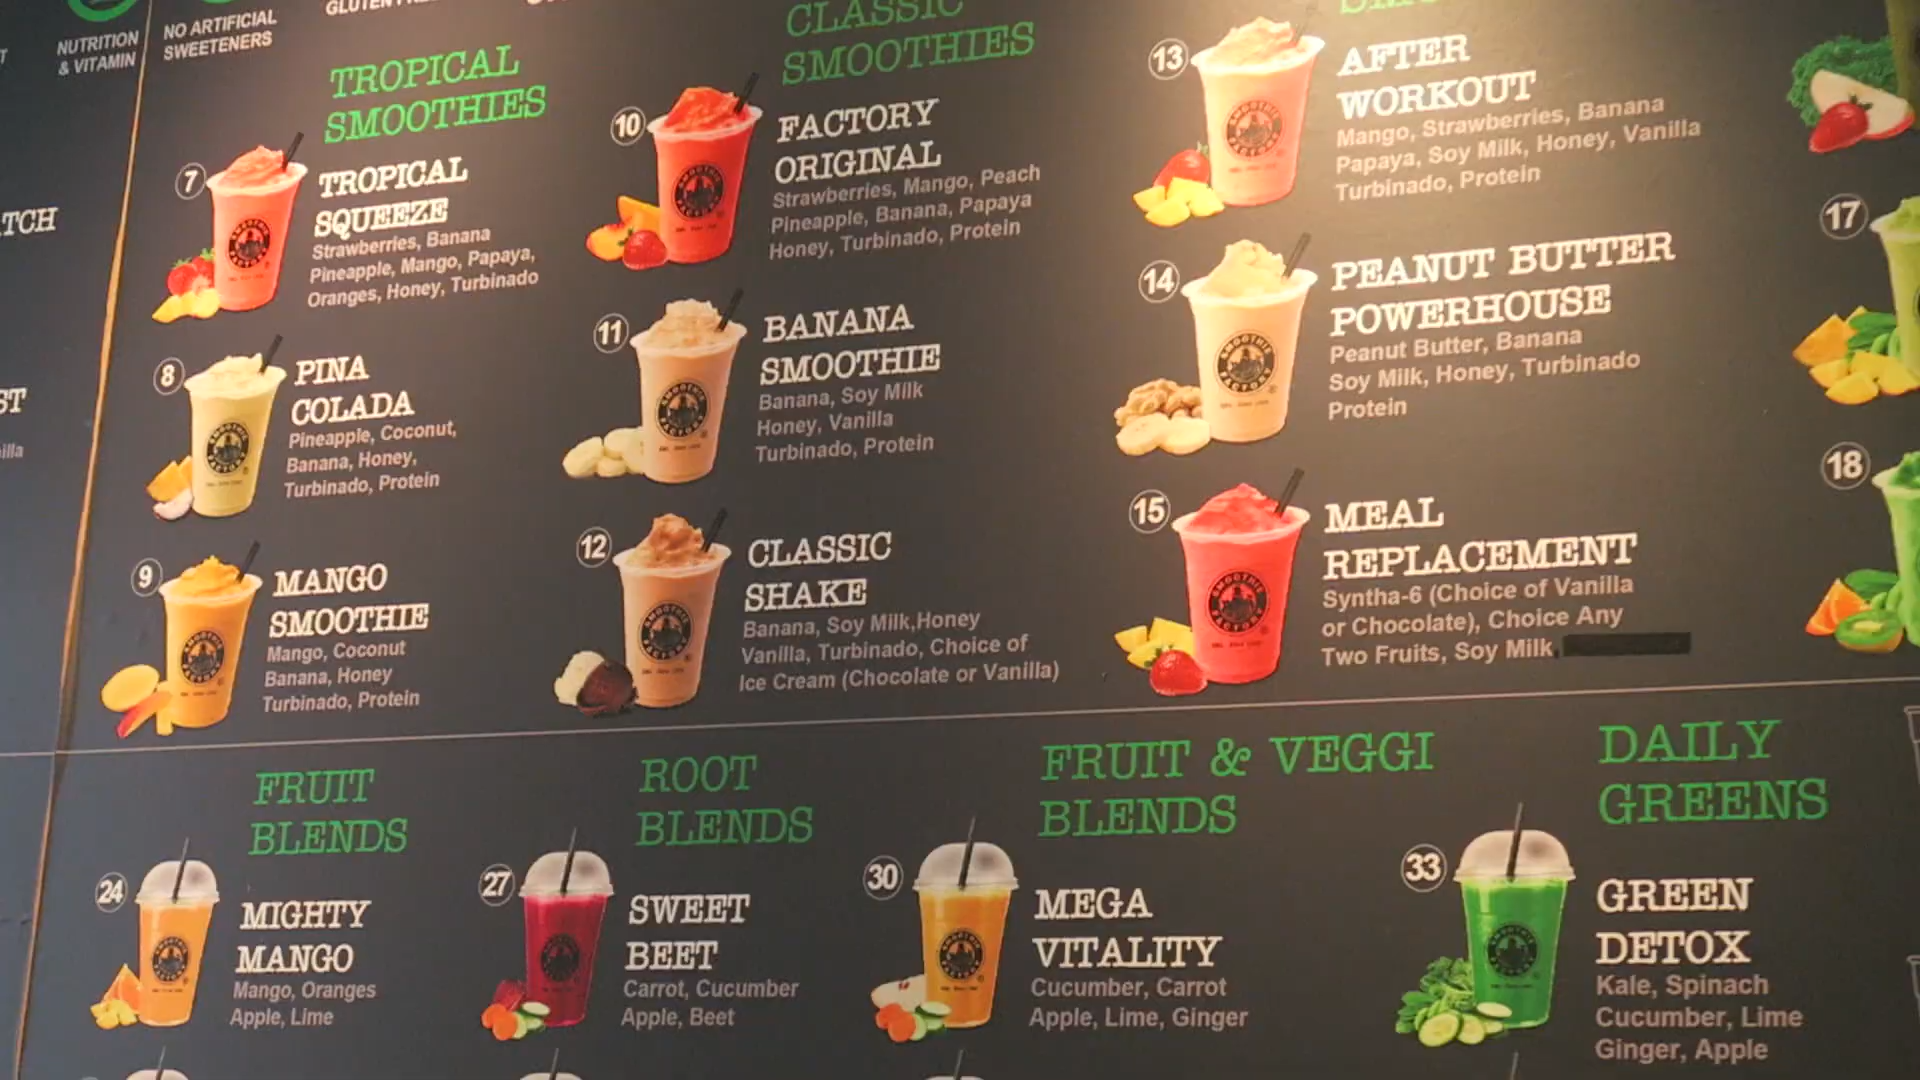 NUTRITION
& VITAMIN
NO ARTIFICIAL
SWEETENERS
TROPICAL
SMOOTHIES
7
TROPICAL
SQUEEZE
Strawberries, Banana
Pineapple, Mango, Papaya,
Oranges, Honey, Turbinado
8
PINA
COLADA
Pineapple, Coconut,
Banana, Honey,
Turbinado, Protein
9
MANGO
SMOOTHIE
Mango, Coconut
Banana, Honey
Turbinado, Protein
CLASSIC
SMOOTHIES
10
FACTORY
ORIGINAL
Strawberries, Mango, Peach
Pineapple, Banana, Papaya
Honey, Turbinado, Protein
11
BANANA
SMOOTHIE
Banana, Soy Milk
Honey, Vanilla
Turbinado, Protein
12
CLASSIC
SHAKE
Banana, Soy Milk,Honey
Vanilla, Turbinado, Choice of
Ice Cream (Chocolate or Vanilla)
13
AFTER
WORKOUT
Mango, Strawberries, Banana
Papaya, Soy Milk, Honey, Vanilla
Turbinado, Protein
14
PEANUT BUTTER
POWERHOUSE
Peanut Butter, Banana
Soy Milk, Honey, Turbinado
Protein
15
MEAL
REPLACEMENT
Syntha-6 (Choice of Vanilla
or Chocolate), Choice Any
Two Fruits, Soy Milk,
17
18
FRUIT
BLENDS
24
MIGHTY
MANGO
Mango, Oranges
Apple, Lime
ROOT
BLENDS
27
SWEET
BEET
Carrot, Cucumber
Apple, Beet
FRUIT & VEGGI
BLENDS
30
MEGA
VITALITY
Cucumber, Carrot
Apple, Lime, Ginger
DAILY
GREENS
33
GREEN
DETOX
Kale, Spinach
Cucumber, Lime
Ginger, Apple